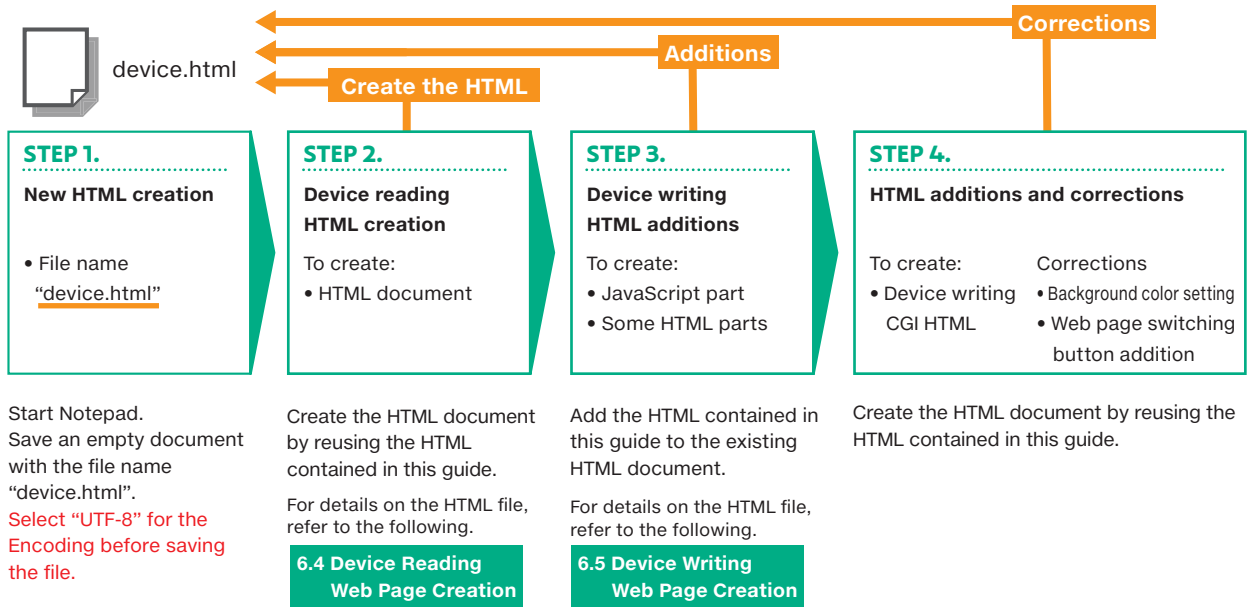 device.html
Corrections
Additions
Create the HTML
STEP 1.
New HTML creation
• File name
“device.html”
STEP 2.
Device reading
HTML creation
To create:
• HTML document
STEP 3.
Device writing
HTML additions
To create:
• JavaScript part
• Some HTML parts
STEP 4.
HTML additions and corrections
To create:
• Device writing
CGI HTML
Corrections
• Background color setting
• Web page switching
button addition
Start Notepad.
Save an empty document
with the file name
“device.html”.
Select “UTF-8” for the
Encoding before saving
the file.
Create the HTML document
by reusing the HTML
contained in this guide.
For details on the HTML file,
refer to the following.
6.4 Device Reading
Web Page Creation
Add the HTML contained in
this guide to the existing
HTML document.
For details on the HTML file,
refer to the following.
6.5 Device Writing
Web Page Creation
Create the HTML document by reusing the
HTML contained in this guide.